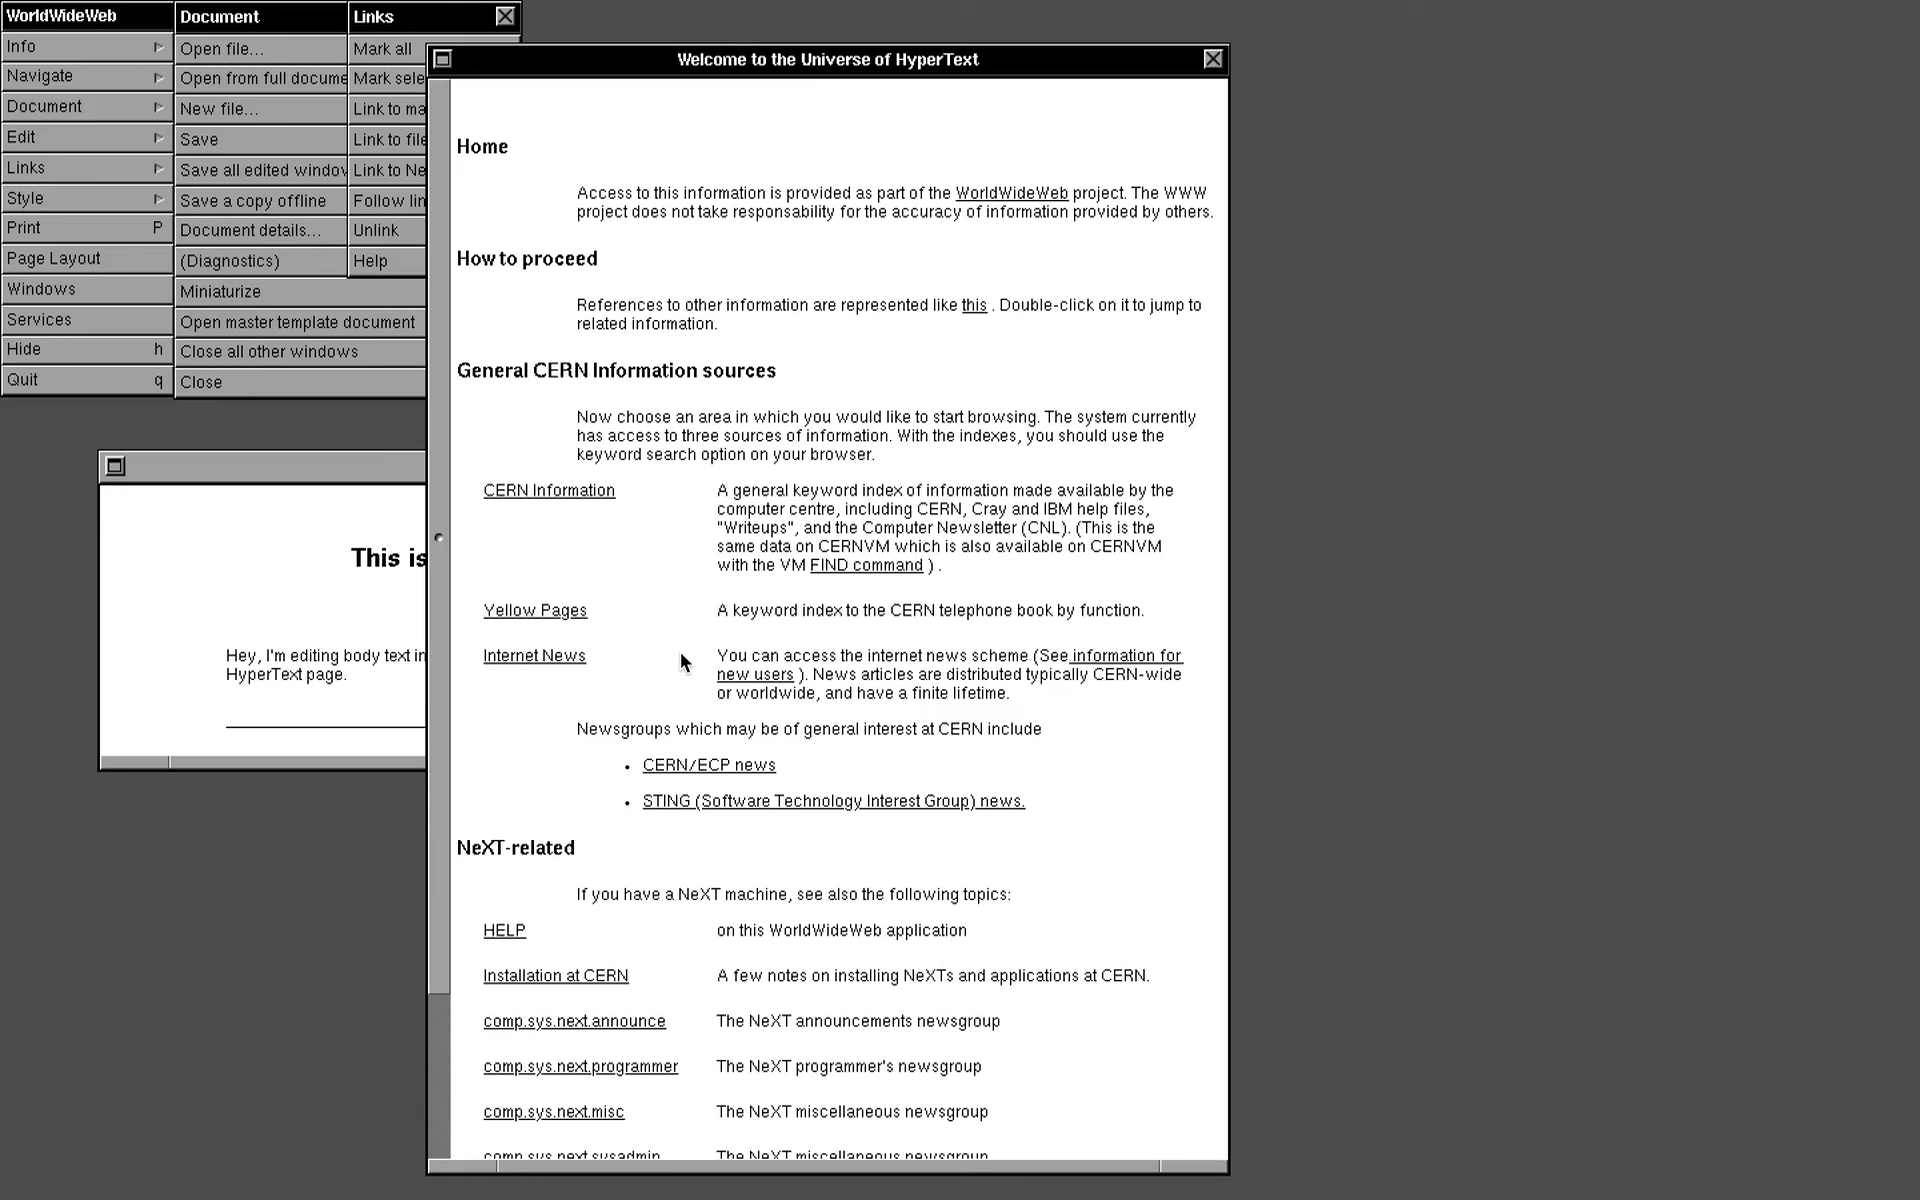 WorldWideWeb
Info
Navigate
Document
Edit
Links
Style
Print P
Page Layout
Windows
Services
Hide h
Quit q
Document
Open file...
Open from full docume
New file...
Save
Save all edited window
Save a copy offline
Document details...
(Diagnostics)
Miniaturize
Open master template document
Close all other windows
Close
Links
Mark all
Mark sele
Link to ma
Link to file
Link to Ne
Follow lin
Unlink
Help
This is
Hey, I'm editing body text in
HyperText page.
Welcome to the Universe of HyperText
Home
Access to this information is provided as part of the WorldWideWeb project. The WWW
project does not take responsability for the accuracy of information provided by others.
How to proceed
References to other information are represented like this . Double-click on it to jump to
related information.
General CERN Information sources
Now choose an area in which you would like to start browsing. The system currently
has access to three sources of information. With the indexes, you should use the
keyword search option on your browser.
CERN Information A general keyword index of information made available by the
computer centre, including CERN, Cray and IBM help files,
"Writeups", and the Computer Newsletter (CNL). (This is the
same data on CERNVM which is also available on CERNVM
with the VM FIND command ) .
Yellow Pages A keyword index to the CERN telephone book by function.
Internet News You can access the internet news scheme (See information for
new users ). News articles are distributed typically CERN-wide
or worldwide, and have a finite lifetime.
Newsgroups which may be of general interest at CERN include
• CERN/ECP news
• STING (Software Technology Interest Group) news.
NeXT-related
If you have a NeXT machine, see also the following topics:
HELP on this WorldWideWeb application
Installation at CERN A few notes on installing NeXTs and applications at CERN.
comp.sys.next.announce The NeXT announcements newsgroup
comp.sys.next.programmer The NeXT programmer's newsgroup
comp.sys.next.misc The NeXT miscellaneous newsgroup
comp.sys.next.sysadmin The NeXT miscellaneous newsgroup